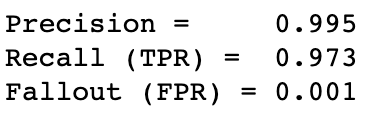 Precision =     0.995
Recall (TPR) =  0.973
Fallout (FPR) = 0.001